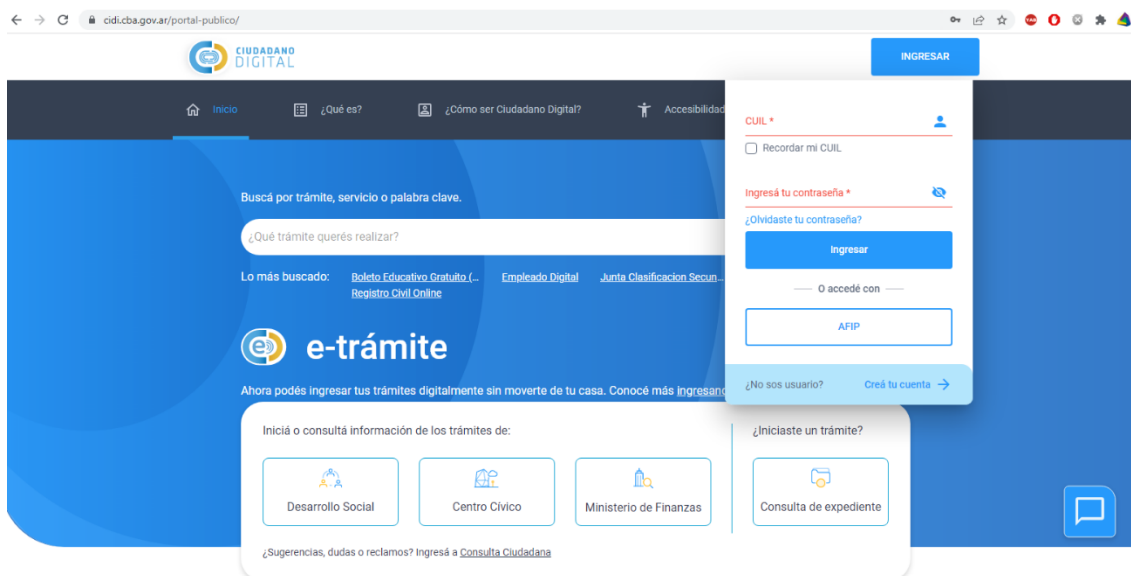 cidi.cba.gov.ar/portal-publico/
CIUDADANO
DIGITAL
INGRESAR
Inicio
¿Qué es?
¿Cómo ser Ciudadano Digital?
Accesibilidad
CUIL *
Recordar mi CUIL
Ingresá tu contraseña *
¿Olvidaste tu contraseña?
Ingresar
O accedé con
AFIP
¿No sos usuario? Creá tu cuenta
Buscá por trámite, servicio o palabra clave.
¿Qué trámite querés realizar?
Lo más buscado: Boleto Educativo Gratuito (... Empleado Digital Junta Clasificacion Secun...
Registro Civil Online
e-trámite
Ahora podés ingresar tus trámites digitalmente sin moverte de tu casa. Conocé más ingresand
Iniciá o consultá información de los trámites de:
¿Iniciaste un trámite?
Desarrollo Social
Centro Cívico
Ministerio de Finanzas
Consulta de expediente
¿Sugerencias, dudas o reclamos? Ingresá a Consulta Ciudadana